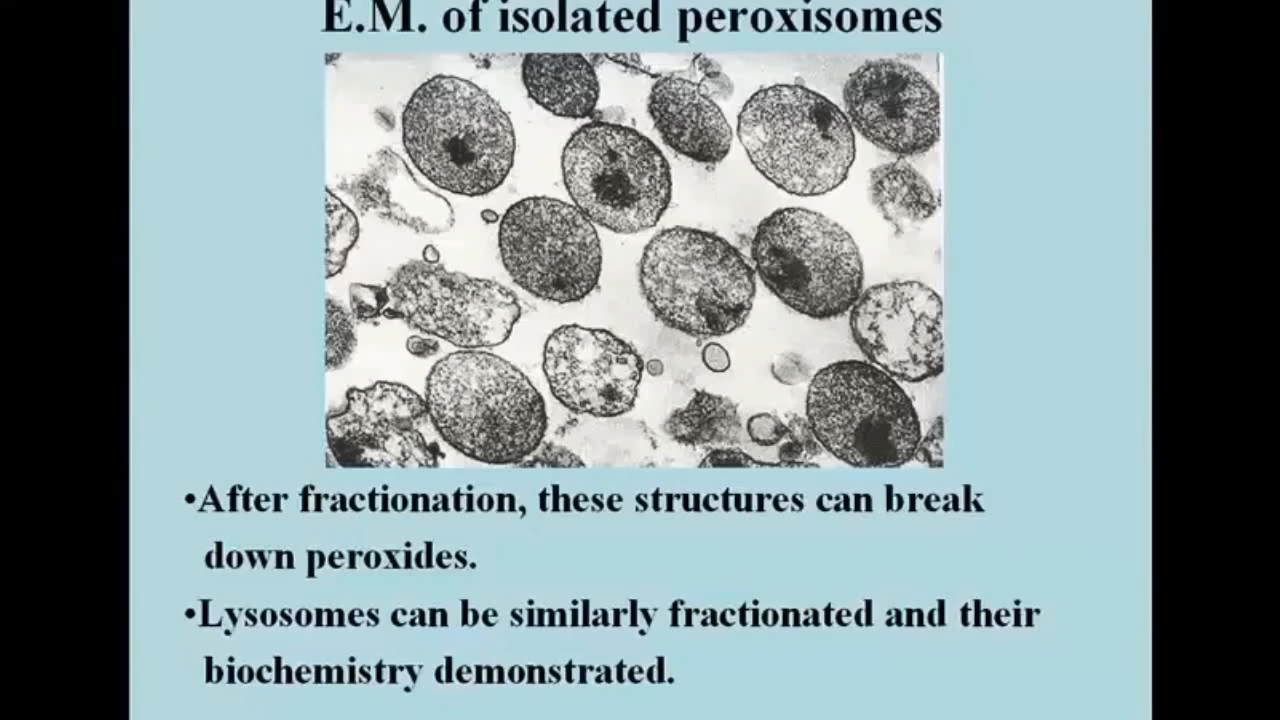 E.M. of isolated peroxisomes
•After fractionation, these structures can break
down peroxides.
•Lysosomes can be similarly fractionated and their
biochemistry demonstrated.